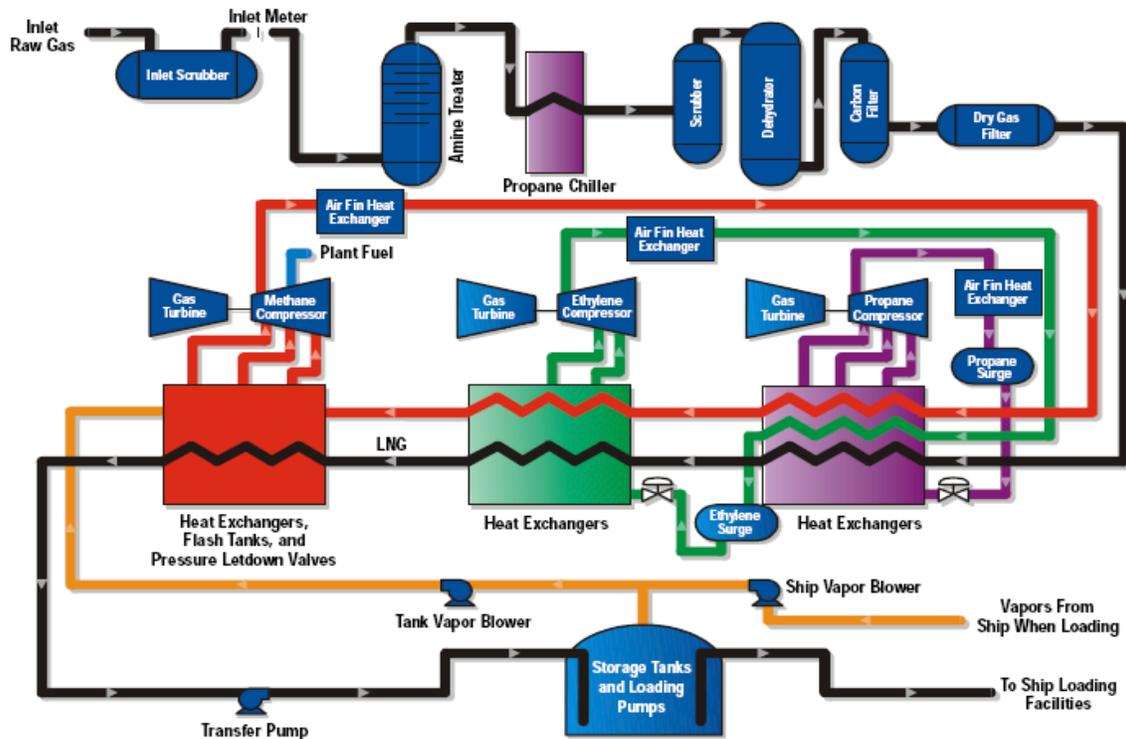 Inlet
Raw Gas
Inlet Meter
Inlet Scrubber
Amine Treater
Propane Chiller
Scrubber
Dehydrator
Carbon
Filter
Dry Gas
Filter
Air Fin Heat
Exchanger
Plant Fuel
Gas
Turbine
Methane
Compressor
Air Fin Heat
Exchanger
Gas
Turbine
Ethylene
Compressor
Gas
Turbine
Propane
Compressor
Air Fin Heat
Exchanger
Propane
Surge
LNG
Heat Exchangers,
Flash Tanks, and
Pressure Letdown Valves
Heat Exchangers
Ethylene
Surge
Heat Exchangers
Tank Vapor Blower
Ship Vapor Blower
Vapors From
Ship When Loading
Storage Tanks
and Loading
Pumps
To Ship Loading
Facilities
Transfer Pump